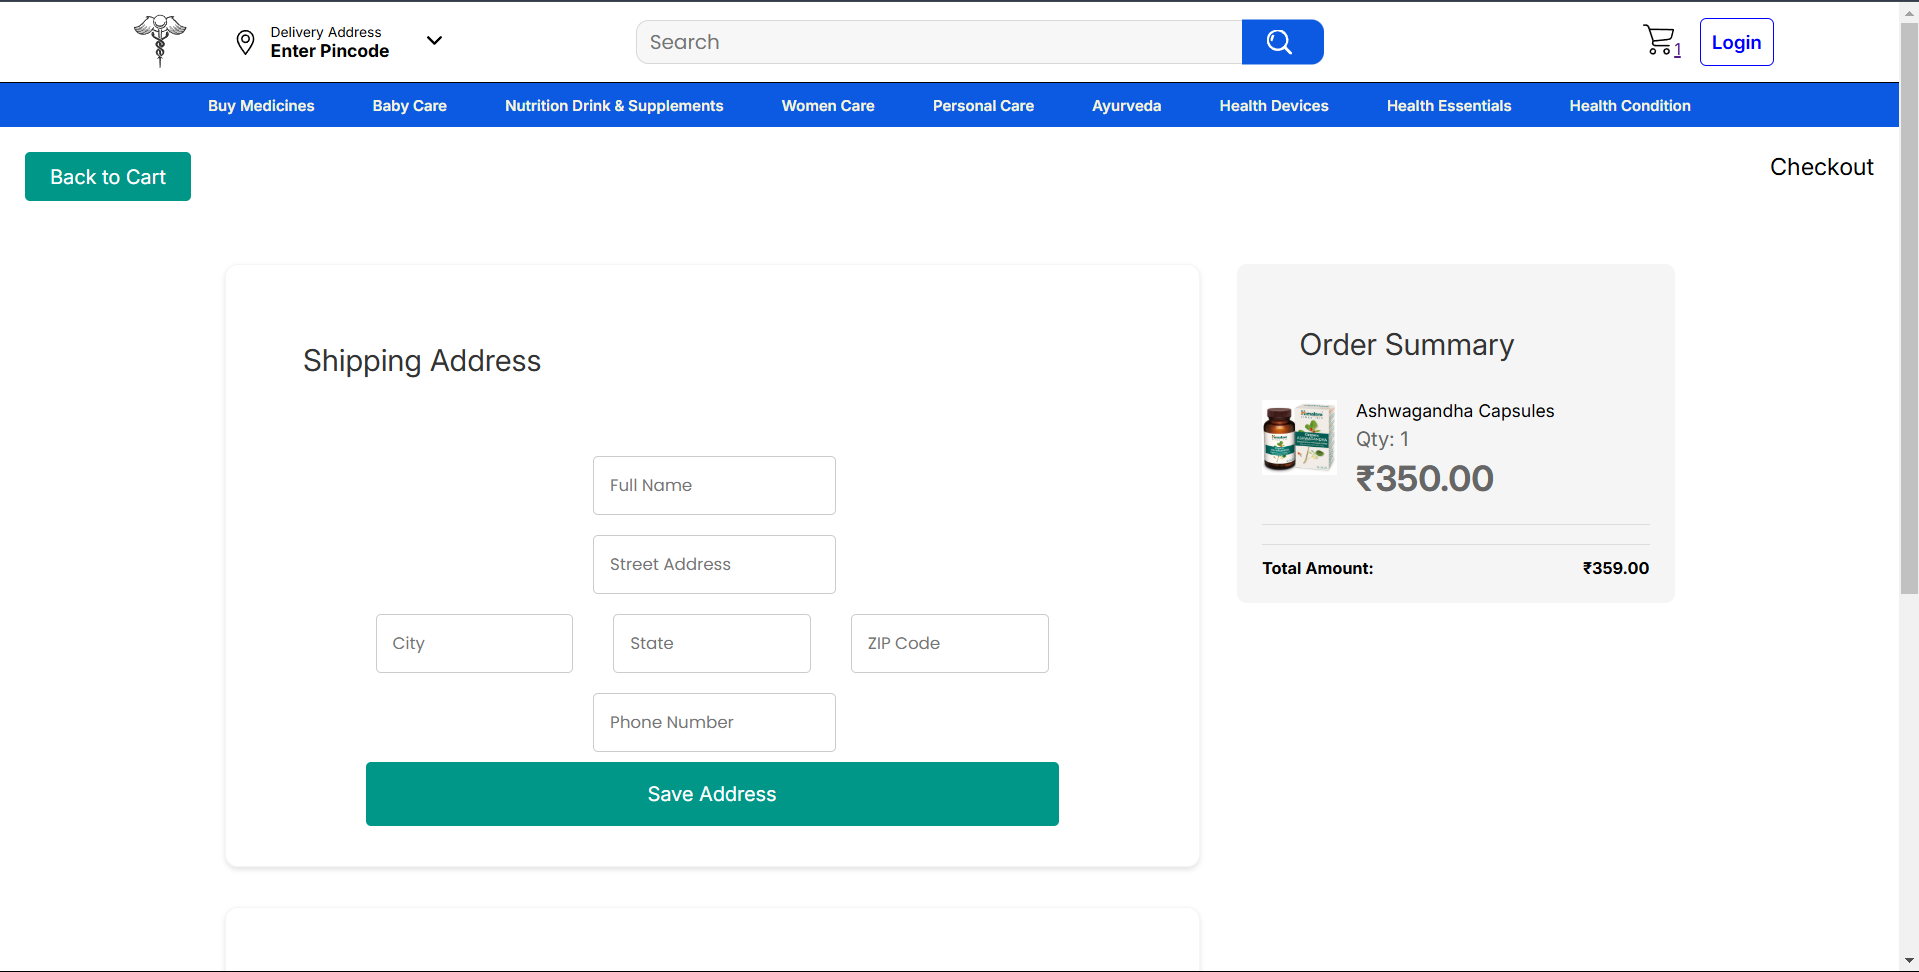 Delivery Address
Enter Pincode
Search
1
Login
Buy Medicines
Baby Care
Nutrition Drink & Supplements
Women Care
Personal Care
Ayurveda
Health Devices
Health Essentials
Health Condition
Back to Cart
Checkout
Shipping Address
Full Name
Street Address
City
State
ZIP Code
Phone Number
Save Address
Order Summary
Ashwagandha Capsules
Qty: 1
₹350.00
Total Amount:
₹359.00